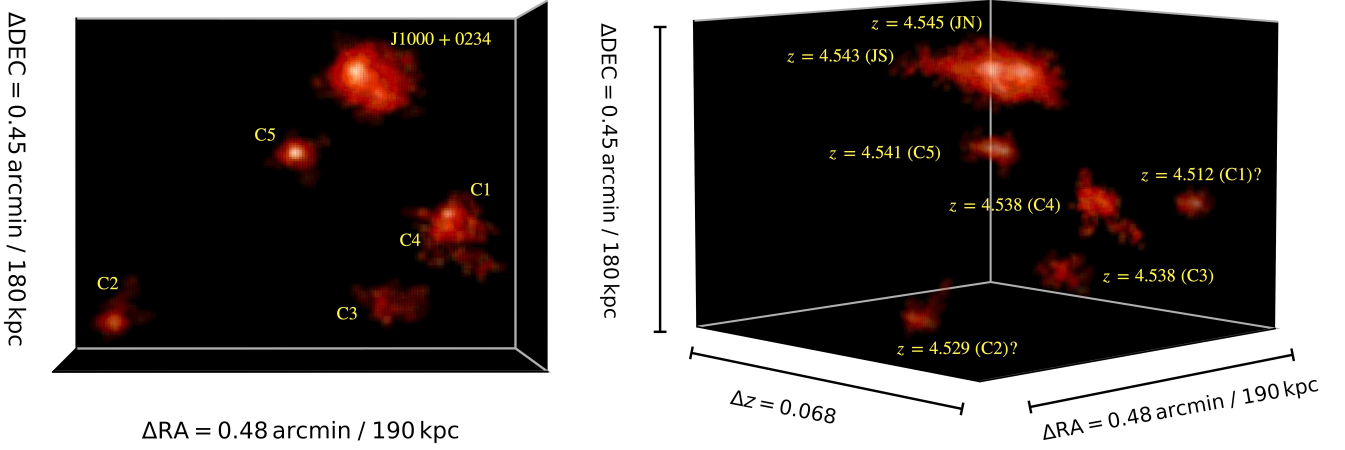 J1000 + 0234
C5
C1
C4
C2
C3
ΔDEC = 0.45 arcmin / 180 kpc
ΔRA = 0.48 arcmin / 190 kpc
z = 4.545 (JN)
z = 4.543 (JS)
z = 4.541 (C5)
z = 4.512 (C1)?
z = 4.538 (C4)
z = 4.538 (C3)
z = 4.529 (C2)?
ΔDEC = 0.45 arcmin / 180 kpc
Δz = 0.068
ΔRA = 0.48 arcmin / 190 kpc